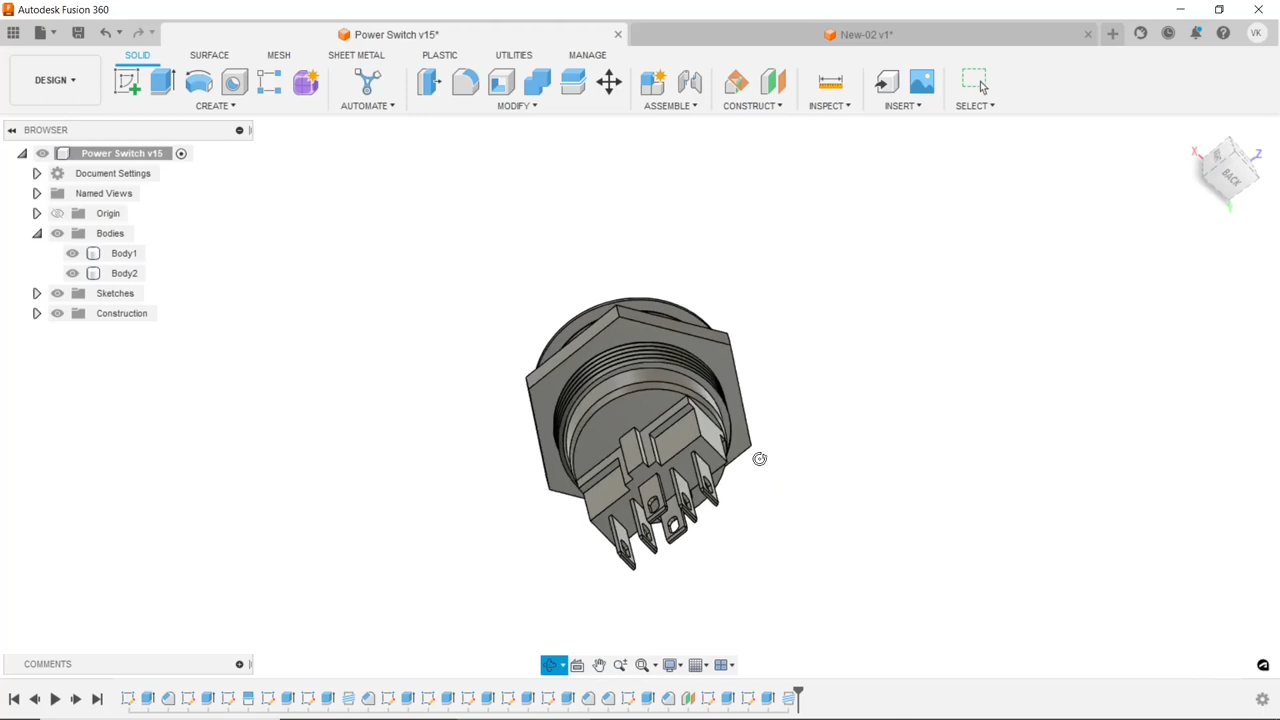 Autodesk Fusion 360
Power Switch v15*
New-02 v1*
VK
DESIGN
SOLID
SURFACE
MESH
SHEET METAL
PLASTIC
UTILITIES
MANAGE
CREATE
AUTOMATE
MODIFY
ASSEMBLE
CONSTRUCT
INSPECT
INSERT
SELECT
BROWSER
Power Switch v15
Document Settings
Named Views
Origin
Bodies
Body1
Body2
Sketches
Construction
X
Z
BACK
COMMENTS